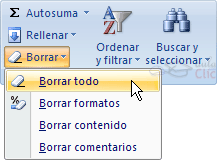 Autosuma
Rellenar
Borrar
Ordenar
y filtrar
Buscar y
seleccionar
Borrar todo
Borrar formatos
Borrar contenido
Borrar comentarios